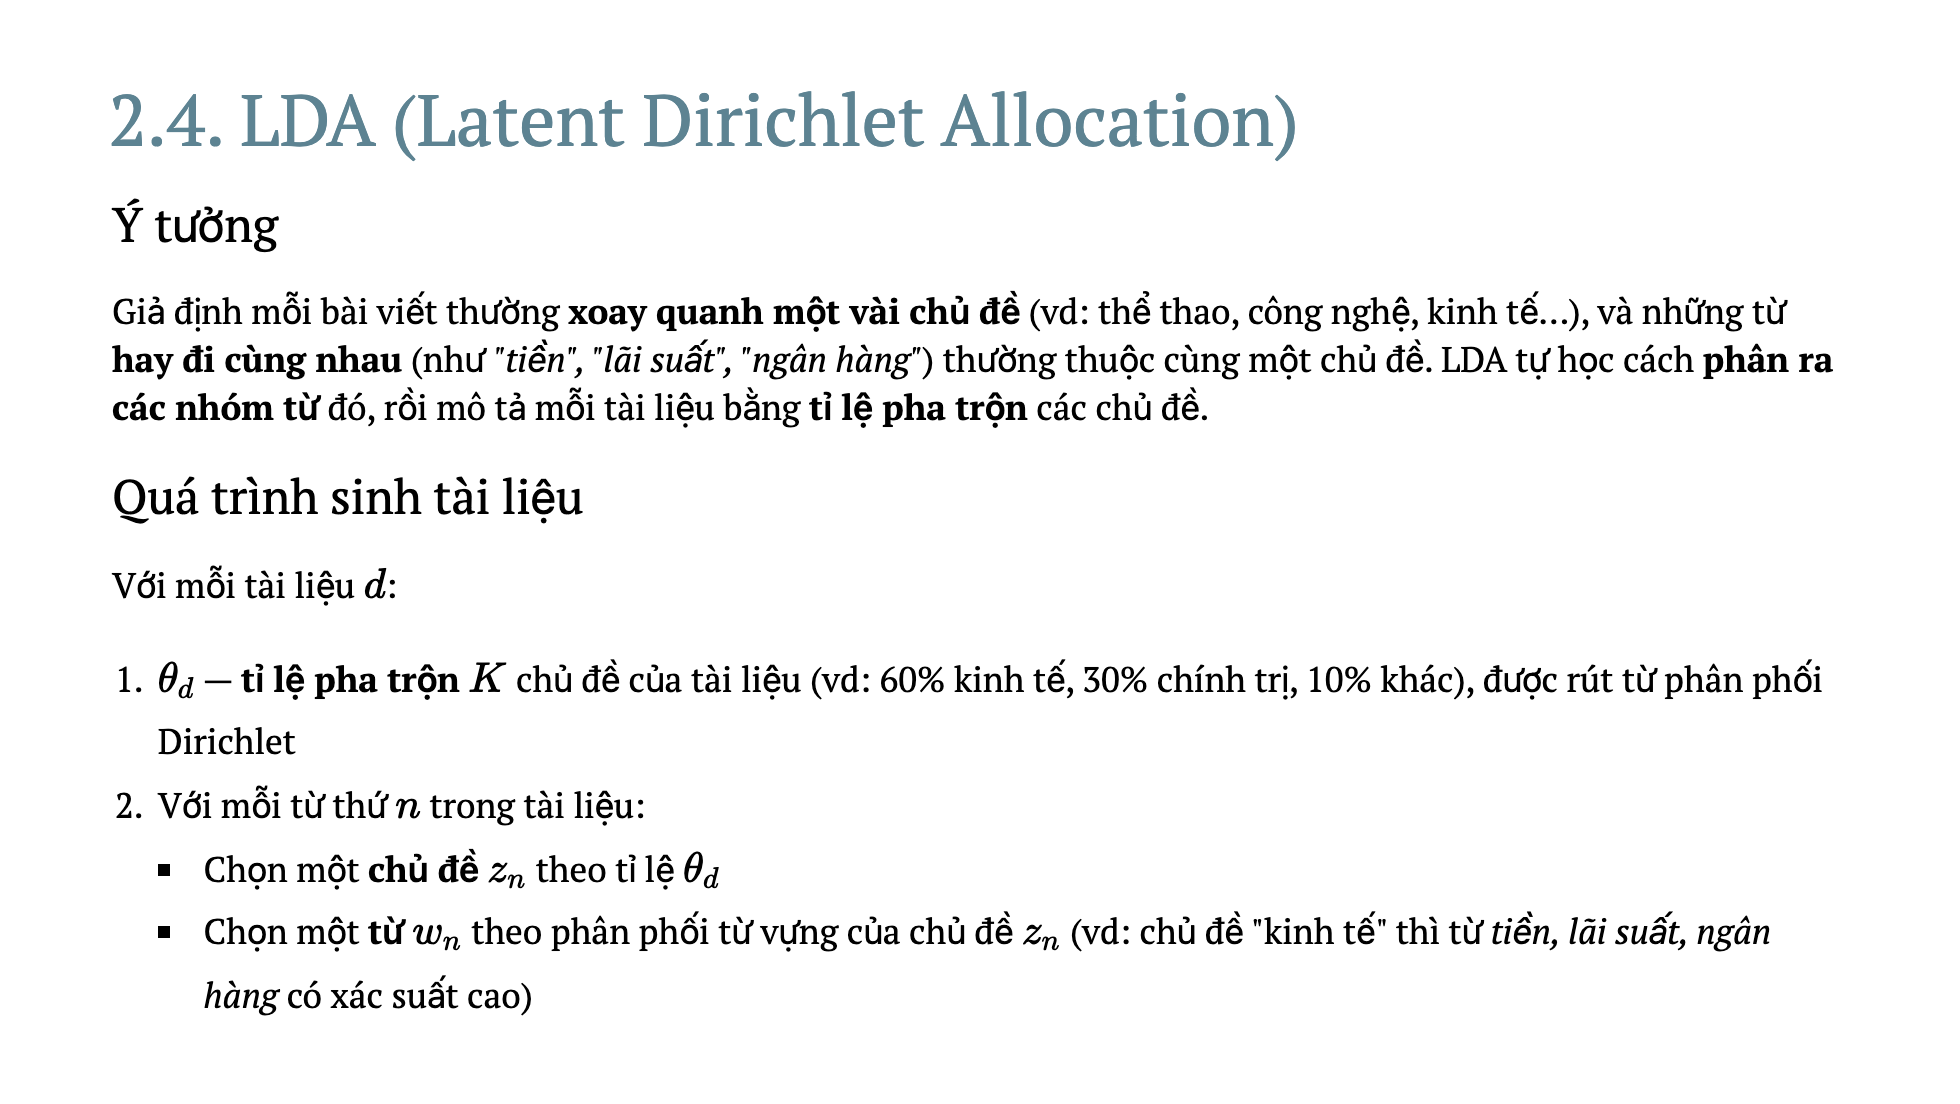 2.4. LDA (Latent Dirichlet Allocation)
Ý tưởng
Giả định mỗi bài viết thường xoay quanh một vài chủ đề (vd: thể thao, công nghệ, kinh tế...), và những từ
hay đi cùng nhau (như "tiền", "lãi suất", "ngân hàng") thường thuộc cùng một chủ đề. LDA tự học cách phân ra
các nhóm từ đó, rồi mô tả mỗi tài liệu bằng tỉ lệ pha trộn các chủ đề.
Quá trình sinh tài liệu
Với mỗi tài liệu d:
1. θ_d — tỉ lệ pha trộn K chủ đề của tài liệu (vd: 60% kinh tế, 30% chính trị, 10% khác), được rút từ phân phối
Dirichlet
2. Với mỗi từ thứ n trong tài liệu:
▪ Chọn một chủ đề z_n theo tỉ lệ θ_d
▪ Chọn một từ w_n theo phân phối từ vựng của chủ đề z_n (vd: chủ đề "kinh tế" thì từ tiền, lãi suất, ngân
hàng có xác suất cao)